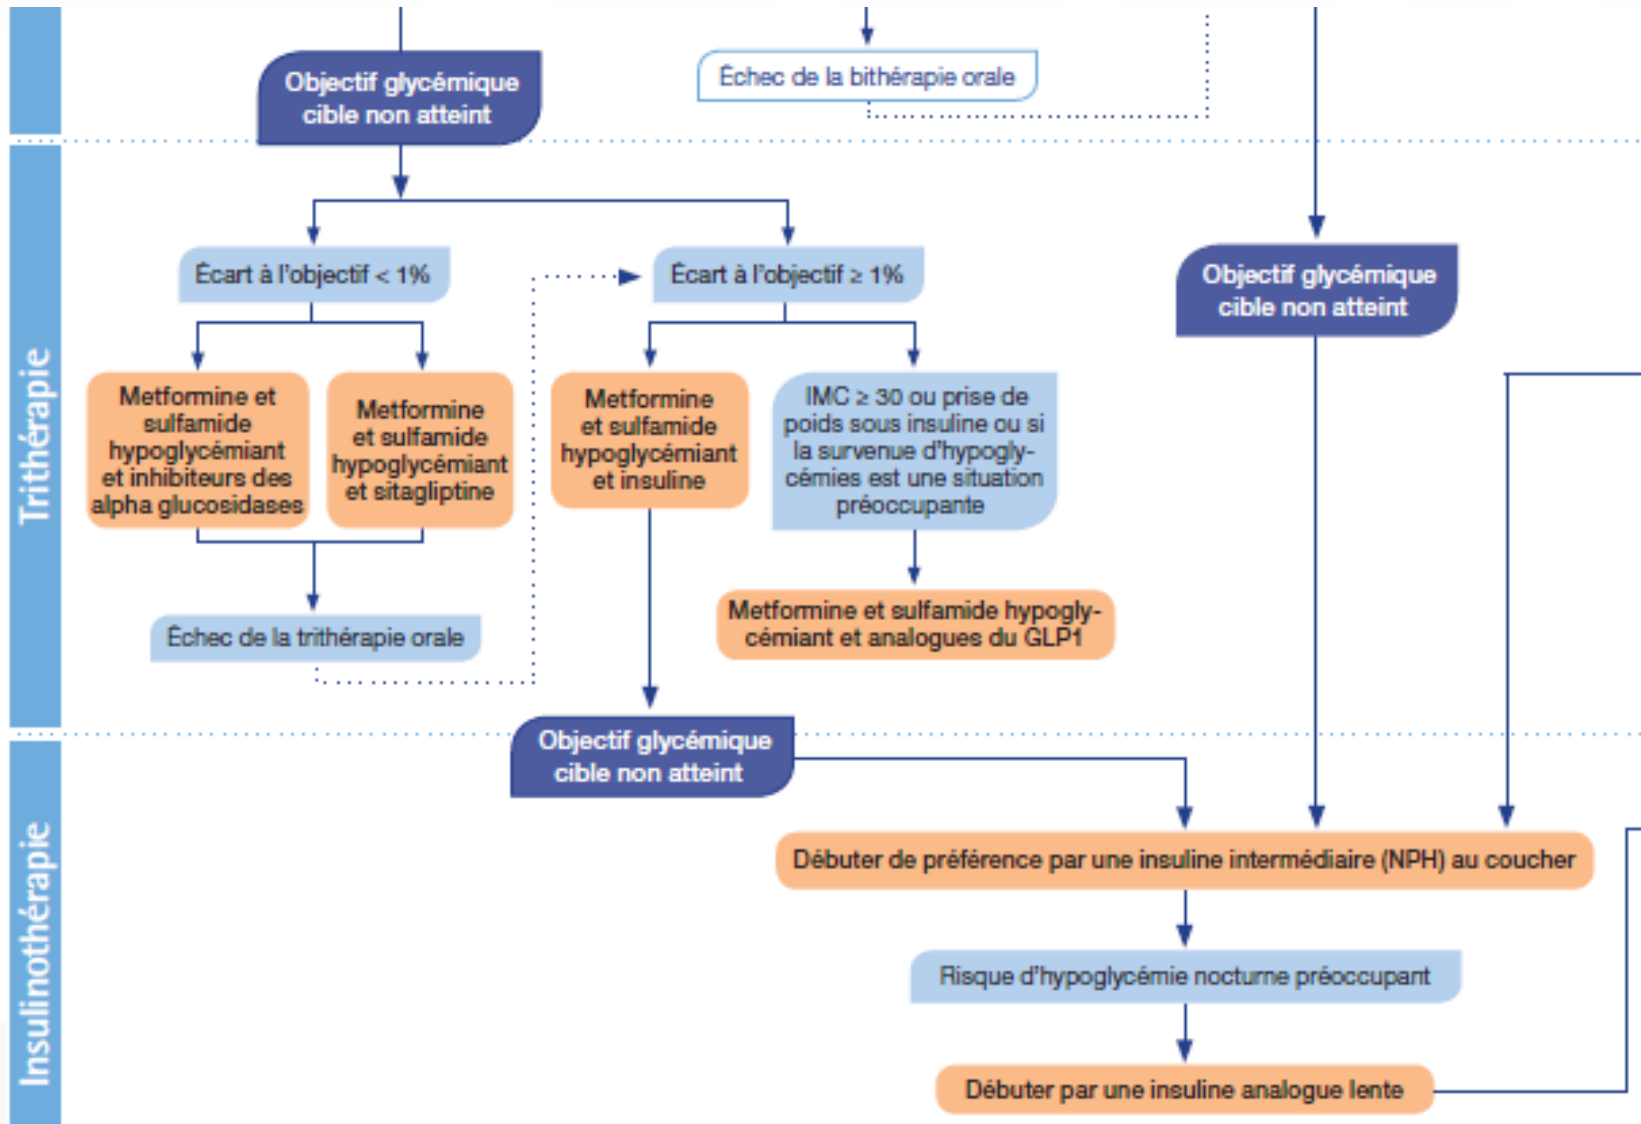 Objectif glycémique
cible non atteint
Échec de la bithérapie orale
Trithérapie
Écart à l'objectif < 1%
Écart à l'objectif ≥ 1%
Objectif glycémique
cible non atteint
Metformine et
sulfamide
hypoglycémiant
et inhibiteurs des
alpha glucosidases
Metformine
et sulfamide
hypoglycémiant
et sitagliptine
Metformine
et sulfamide
hypoglycémiant
et insuline
IMC ≥ 30 ou prise de
poids sous insuline ou si
la survenue d'hypogly-
cémies est une situation
préoccupante
Échec de la trithérapie orale
Metformine et sulfamide hypogly-
cémiant et analogues du GLP1
Insulinothérapie
Objectif glycémique
cible non atteint
Débuter de préférence par une insuline intermédiaire (NPH) au coucher
Risque d'hypoglycémie nocturne préoccupant
Débuter par une insuline analogue lente